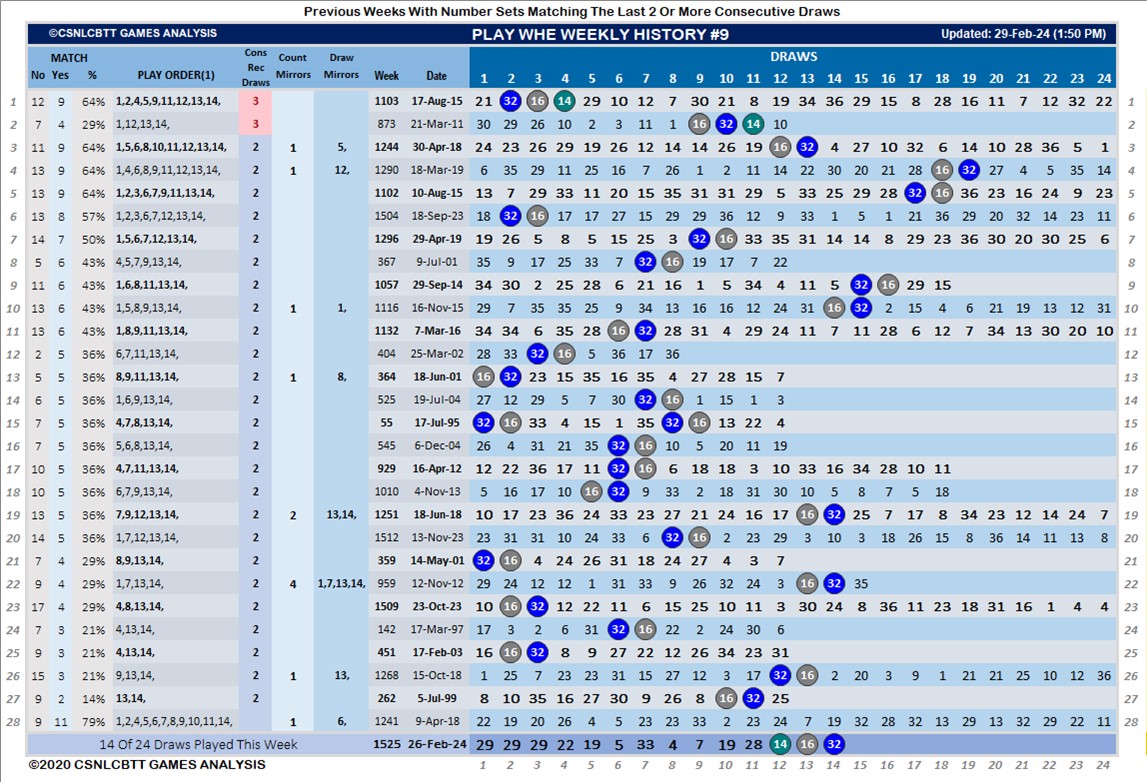 Previous Weeks With Number Sets Matching The Last 2 Or More Consecutive Draws
©CSNLCBTT GAMES ANALYSIS PLAY WHE WEEKLY HISTORY #9 Updated: 29-Feb-24 (1:50 PM)
MATCH Cons Rec Draws Count Mirrors Draw Mirrors DRAWS
No Yes % PLAY ORDER(1) Week Date 1 2 3 4 5 6 7 8 9 10 11 12 13 14 15 16 17 18 19 20 21 22 23 24
1 12 9 64% 1,2,4,5,9,11,12,13,14, 3 1103 17-Aug-15 21 32 16 14 29 10 12 7 30 21 8 19 34 36 29 15 8 28 16 11 7 12 32 22 1
2 7 4 29% 1,12,13,14, 3 873 21-Mar-11 30 29 26 10 2 3 11 1 16 32 14 10 2
3 11 9 64% 1,5,6,8,10,11,12,13,14, 2 1 5, 1244 30-Apr-18 24 23 26 29 19 26 12 14 14 26 19 16 32 4 27 10 32 6 14 10 28 36 5 1 3
4 13 9 64% 1,4,6,8,9,11,12,13,14, 2 1 12, 1290 18-Mar-19 6 35 29 11 25 16 7 26 11 2 11 14 22 30 20 21 28 16 32 27 4 5 35 14 4
5 13 9 64% 1,2,3,6,7,9,11,13,14, 2 1102 10-Aug-15 13 7 29 33 11 20 15 35 31 31 29 5 33 25 29 28 32 16 36 23 16 24 9 23 5
6 13 8 57% 1,2,3,6,7,12,13,14, 2 1504 18-Sep-23 18 32 16 17 17 27 15 29 29 36 12 9 33 1 5 1 21 36 29 20 32 14 23 11 6
7 14 7 50% 1,5,6,7,12,13,14, 2 1296 29-Apr-19 19 26 5 8 5 15 25 3 32 16 33 35 31 14 14 8 29 23 36 30 20 30 25 6 7
8 5 6 43% 4,5,7,9,13,14, 2 367 9-Jul-01 35 9 17 25 33 7 32 16 19 17 7 22 8
9 11 6 43% 1,6,8,11,13,14, 2 1057 29-Sep-14 34 30 2 25 28 6 21 16 1 5 34 4 11 5 32 16 29 15 9
10 13 6 43% 1,5,8,9,13,14, 2 1 1, 1116 16-Nov-15 29 7 35 35 25 9 34 13 16 16 12 24 31 16 32 2 15 4 6 21 19 13 12 31 10
11 13 6 43% 1,8,9,11,13,14, 2 1132 7-Mar-16 34 34 6 35 28 16 32 28 31 4 29 24 11 7 11 28 6 12 7 34 13 30 20 10 11
12 2 5 36% 6,7,11,13,14, 2 404 25-Mar-02 28 33 32 16 5 36 17 36 12
13 5 5 36% 8,9,11,13,14, 2 1 8, 364 18-Jun-01 16 32 23 15 35 16 35 4 27 28 15 7 13
14 6 5 36% 1,6,9,13,14, 2 525 19-Jul-04 27 12 29 5 7 30 32 16 1 15 1 3 14
15 7 5 36% 4,7,8,13,14, 2 55 17-Jul-95 32 16 33 4 15 1 35 32 16 13 22 4 15
16 7 5 36% 5,6,8,13,14, 2 545 6-Dec-04 26 4 31 21 35 32 16 10 5 20 11 19 16
17 10 5 36% 4,7,11,13,14, 2 929 16-Apr-12 12 22 36 17 11 32 16 6 18 18 3 10 33 16 34 28 10 11 17
18 10 5 36% 6,7,9,13,14, 2 1010 4-Nov-13 5 16 17 10 16 32 9 33 2 18 31 30 10 5 8 7 5 18 18
19 13 5 36% 7,9,12,13,14, 2 2 13,14, 1251 18-Jun-18 10 17 23 36 24 33 23 27 21 24 16 17 16 32 25 7 17 8 34 23 12 14 24 7 19
20 14 5 36% 1,7,12,13,14, 2 1512 13-Nov-23 23 31 31 10 24 33 6 32 16 2 23 29 3 10 3 18 26 15 8 36 14 11 13 8 20
21 7 4 29% 8,9,13,14, 2 359 14-May-01 32 16 4 24 26 31 18 24 27 4 3 7 21
22 9 4 29% 1,7,13,14, 2 4 1,7,13,14, 959 12-Nov-12 29 24 12 12 1 31 33 9 26 32 24 3 16 32 35 22
23 17 4 29% 4,8,13,14, 2 1509 23-Oct-23 10 16 32 12 22 11 6 15 25 10 11 3 30 24 8 36 11 23 18 31 16 1 4 4 23
24 7 3 21% 4,13,14, 2 142 17-Mar-97 17 3 2 6 31 32 16 22 2 24 30 6 24
25 9 3 21% 4,13,14, 2 451 17-Feb-03 16 16 32 8 9 27 22 12 26 34 23 31 25
26 15 3 21% 9,13,14, 2 1 13, 1268 15-Oct-18 1 25 7 23 23 31 15 27 12 3 17 32 16 2 20 3 9 1 21 21 25 10 12 36 26
27 9 2 14% 13,14, 2 262 5-Jul-99 8 10 35 16 27 30 9 26 8 16 32 25 27
28 9 11 79% 1,2,4,5,6,7,8,9,10,11,14, 1 6, 1241 9-Apr-18 22 19 20 26 4 5 23 23 33 2 23 24 7 19 32 28 32 13 29 13 32 29 22 11 28
14 Of 24 Draws Played This Week 1525 26-Feb-24 29 29 29 22 19 5 33 4 7 19 28 14 16 32
©2020 CSNLCBTT GAMES ANALYSIS 1 2 3 4 5 6 7 8 9 10 11 12 13 14 15 16 17 18 19 20 21 22 23 24